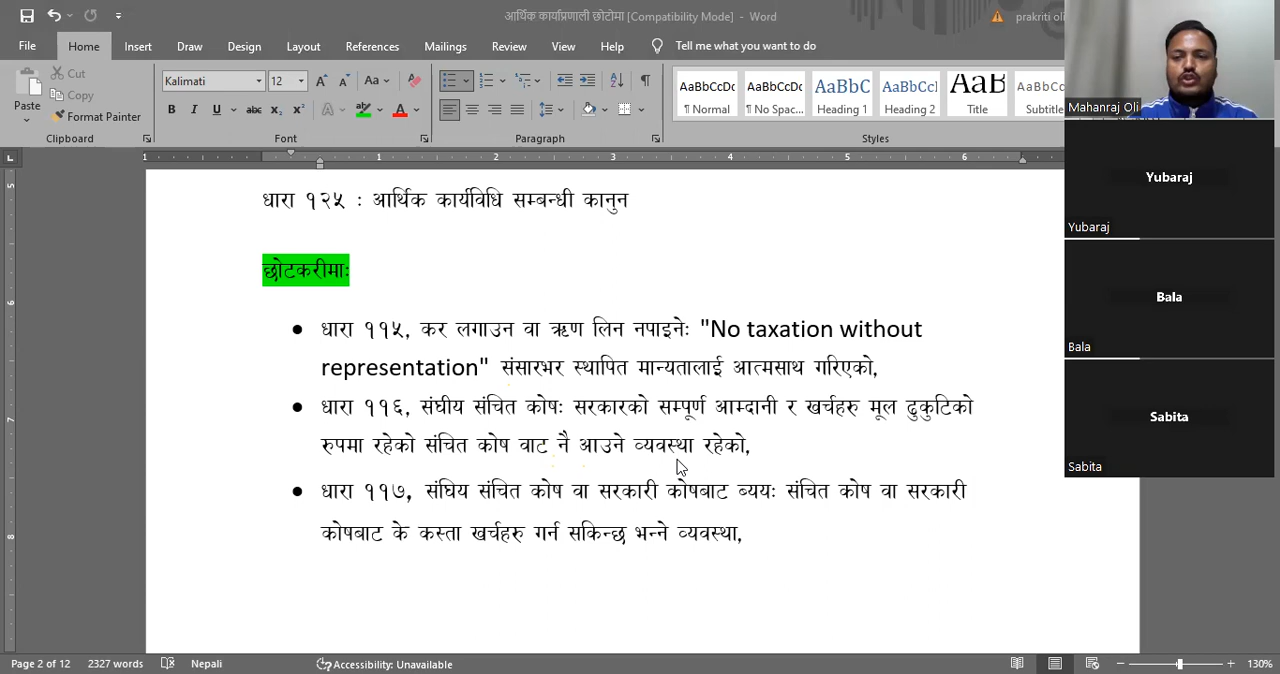 आर्थिक कार्याप्रणाली छोटोमा [Compatibility Mode] - Word
prakriti oli
File Home Insert Draw Design Layout References Mailings Review View Help Tell me what you want to do
Paste
Cut
Copy
Format Painter
Kalimati 12
AaBbCcDc AaBbCcDc AaBbC AaBbCcI AaBb AaBbCcD
¶ Normal ¶ No Spac... Heading 1 Heading 2 Title Subtitle
Clipboard Font Paragraph Styles
धारा १२५ : आर्थिक कार्यविधि सम्बन्धी कानुन
छोटकरीमाः
• धारा ११५, कर लगाउन वा ऋण लिन नपाइनेः "No taxation without
representation" संसारभर स्थापित मान्यतालाई आत्मसाथ गरिएको,
• धारा ११६, संघीय संचित कोषः सरकारको सम्पूर्ण आम्दानी र खर्चहरु मूल ढुकुटिको
रुपमा रहेको संचित कोष वाट नै आउने व्यवस्था रहेको,
• धारा ११७, संघिय संचित कोष वा सरकारी कोषबाट ब्ययः संचित कोष वा सरकारी
कोषबाट के कस्ता खर्चहरु गर्न सकिन्छ भन्ने व्यवस्था,
Mahanraj Oli
Yubaraj
Yubaraj
Bala
Bala
Sabita
Sabita
Page 2 of 12 2327 words Nepali Accessibility: Unavailable 130%